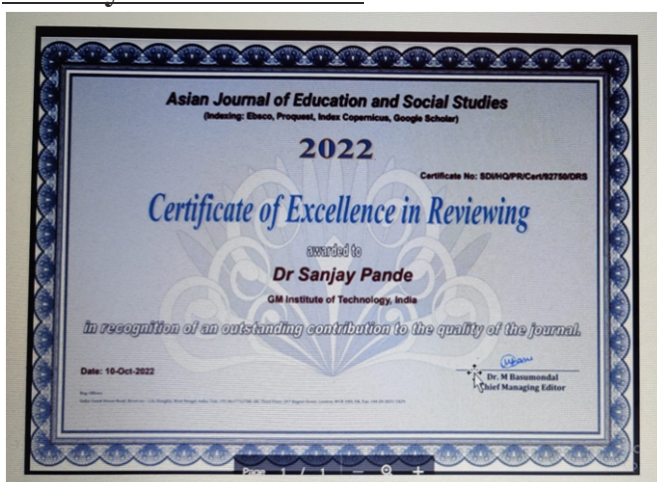 Asian Journal of Education and Social Studies
(Indexing: Ebsco, Proquest, Index Copernicus, Google Scholar)
2022
Certificate No: SDI/HQ/PR/Cert/92750/DRS
Certificate of Excellence in Reviewing
awarded to
Dr Sanjay Pande
GM Institute of Technology, India
in recognition of an outstanding contribution to the quality of the journal.
Date: 10-Oct-2022
Dr. M Basumondal
Chief Managing Editor
Page 1 / 1